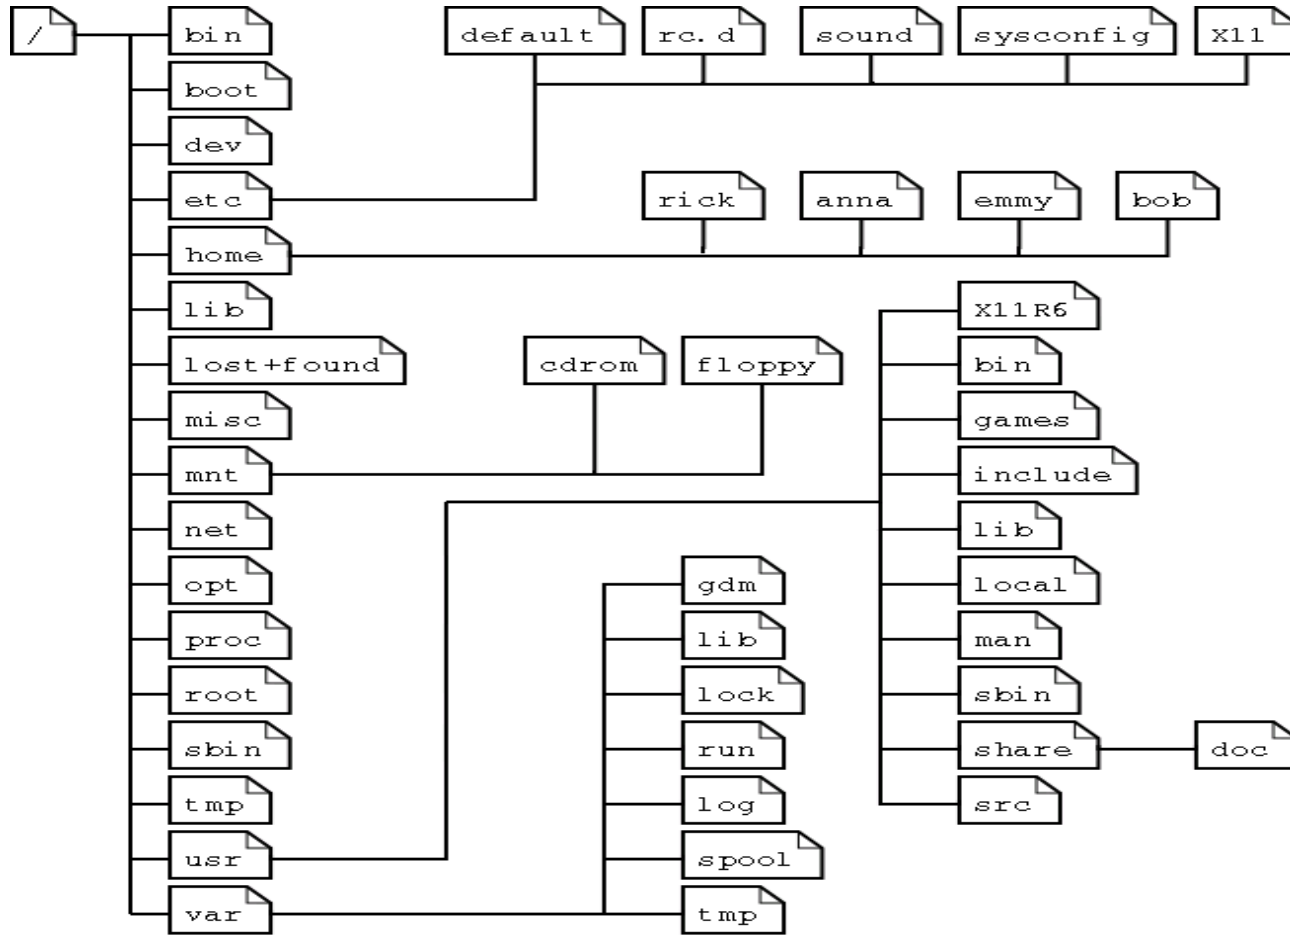 / bin default rc.d sound sysconfig X11
boot
dev
etc rick anna emmy bob
home
lib X11R6
lost+found cdrom floppy bin
misc games
mnt include
net lib
opt gdm local
proc lib man
root lock sbin
sbin run share doc
tmp log src
usr spool
var tmp